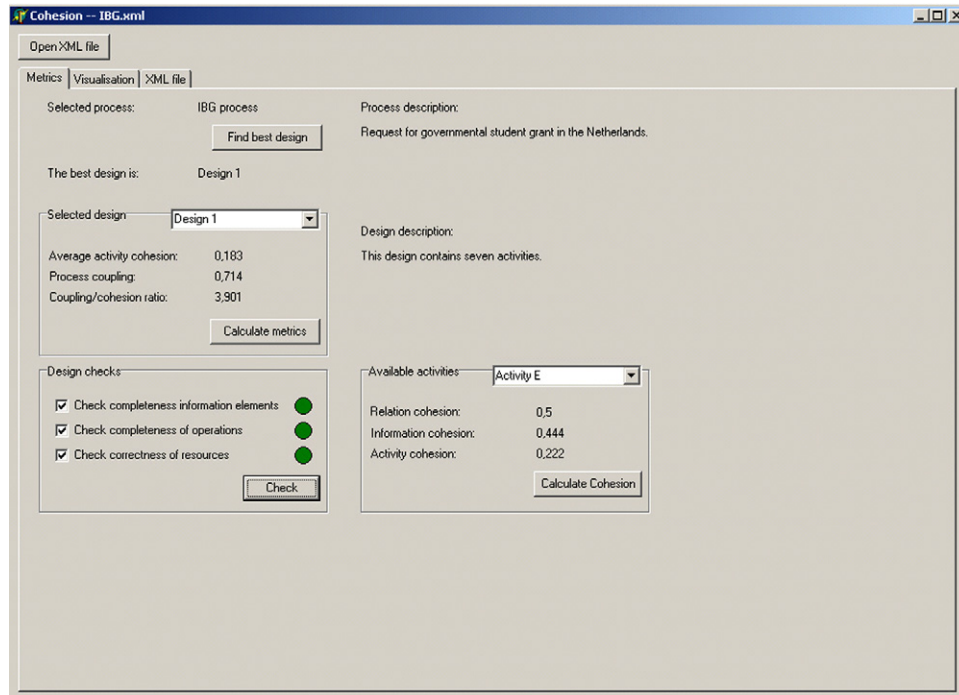 Cohesion -- IBG.xml
Open XML file
Metrics Visualisation XML file
Selected process: IBG process
Process description:
Find best design
Request for governmental student grant in the Netherlands.
The best design is: Design 1
Selected design Design 1
Design description:
Average activity cohesion: 0,183
This design contains seven activities.
Process coupling: 0,714
Coupling/cohesion ratio: 3,901
Calculate metrics
Design checks
Check completeness information elements
Check completeness of operations
Check correctness of resources
Check
Available activities Activity E
Relation cohesion: 0,5
Information cohesion: 0,444
Activity cohesion: 0,222
Calculate Cohesion